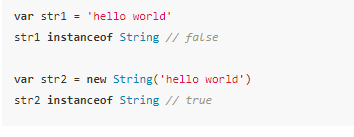 var str1 = 'hello world'
str1 instanceof String // false
var str2 = new String('hello world')
str2 instanceof String // true